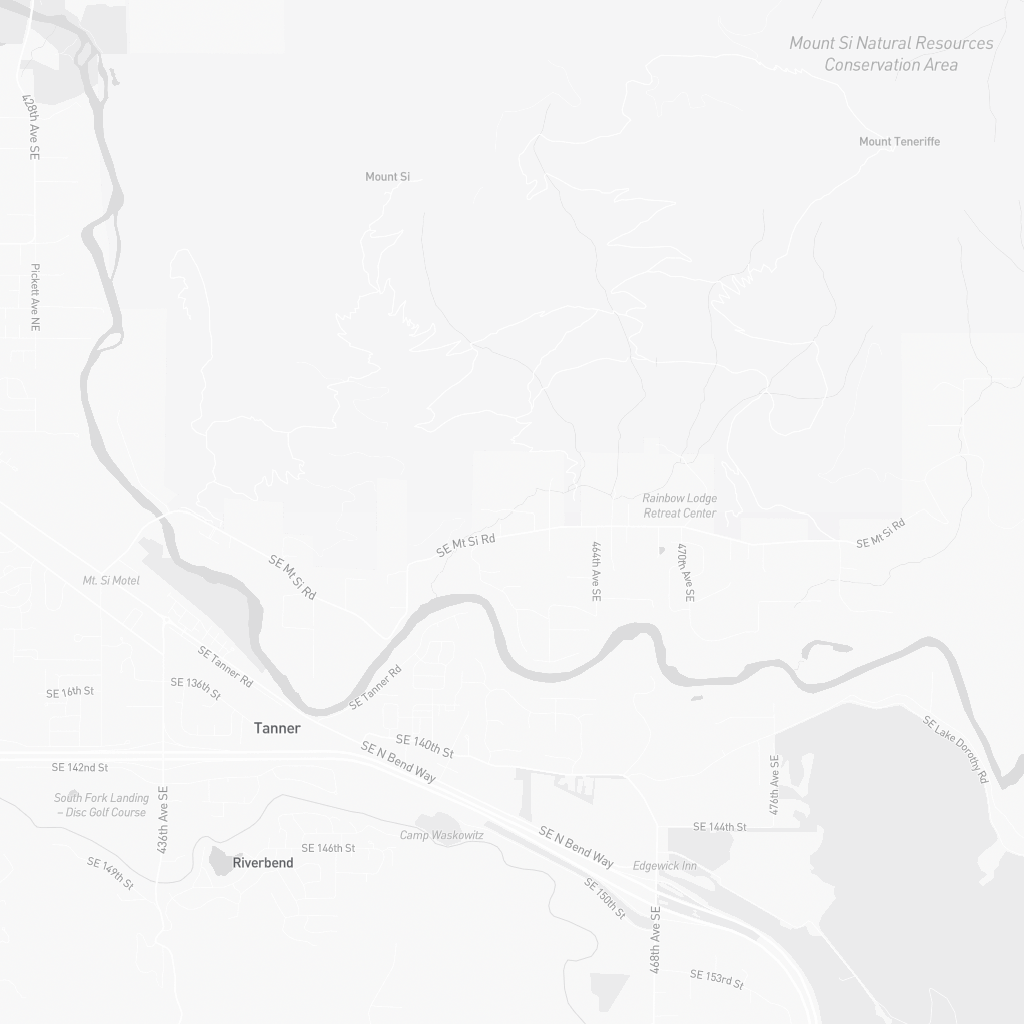 Mount Si Natural Resources
Conservation Area
428th Ave SE
Mount Teneriffe
Mount Si
Pickett Ave NE
Rainbow Lodge
Retreat Center
SE Mt Si Rd
SE Mt Si Rd
464th Ave SE
470th Ave SE
SE Mt Si Rd
Mt. Si Motel
SE Tanner Rd
SE 136th St
SE Tanner Rd
SE 16th St
Tanner
SE 140th St
SE N Bend Way
SE Lake Dorothy Rd
SE 142nd St
476th Ave SE
South Fork Landing
– Disc Golf Course
436th Ave SE
SE 144th St
Camp Waskowitz
SE N Bend Way
SE 146th St
Riverbend
SE 149th St
Edgewick Inn
SE 150th St
468th Ave SE
SE 153rd St